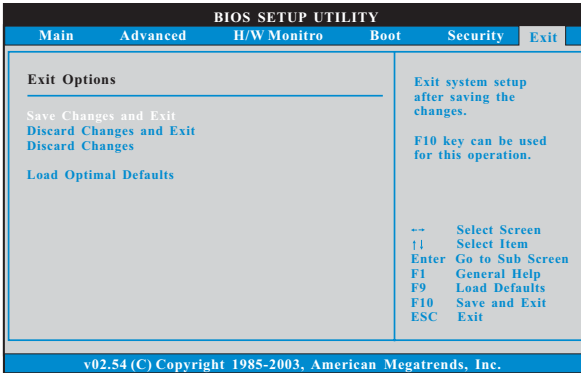 BIOS SETUP UTILITY
Main Advanced H/W Monitro Boot Security Exit
Exit Options
Save Changes and Exit
Discard Changes and Exit
Discard Changes
Load Optimal Defaults
Exit system setup
after saving the
changes.
F10 key can be used
for this operation.
←→ Select Screen
↑↓ Select Item
Enter Go to Sub Screen
F1 General Help
F9 Load Defaults
F10 Save and Exit
ESC Exit
v02.54 (C) Copyright 1985-2003, American Megatrends, Inc.